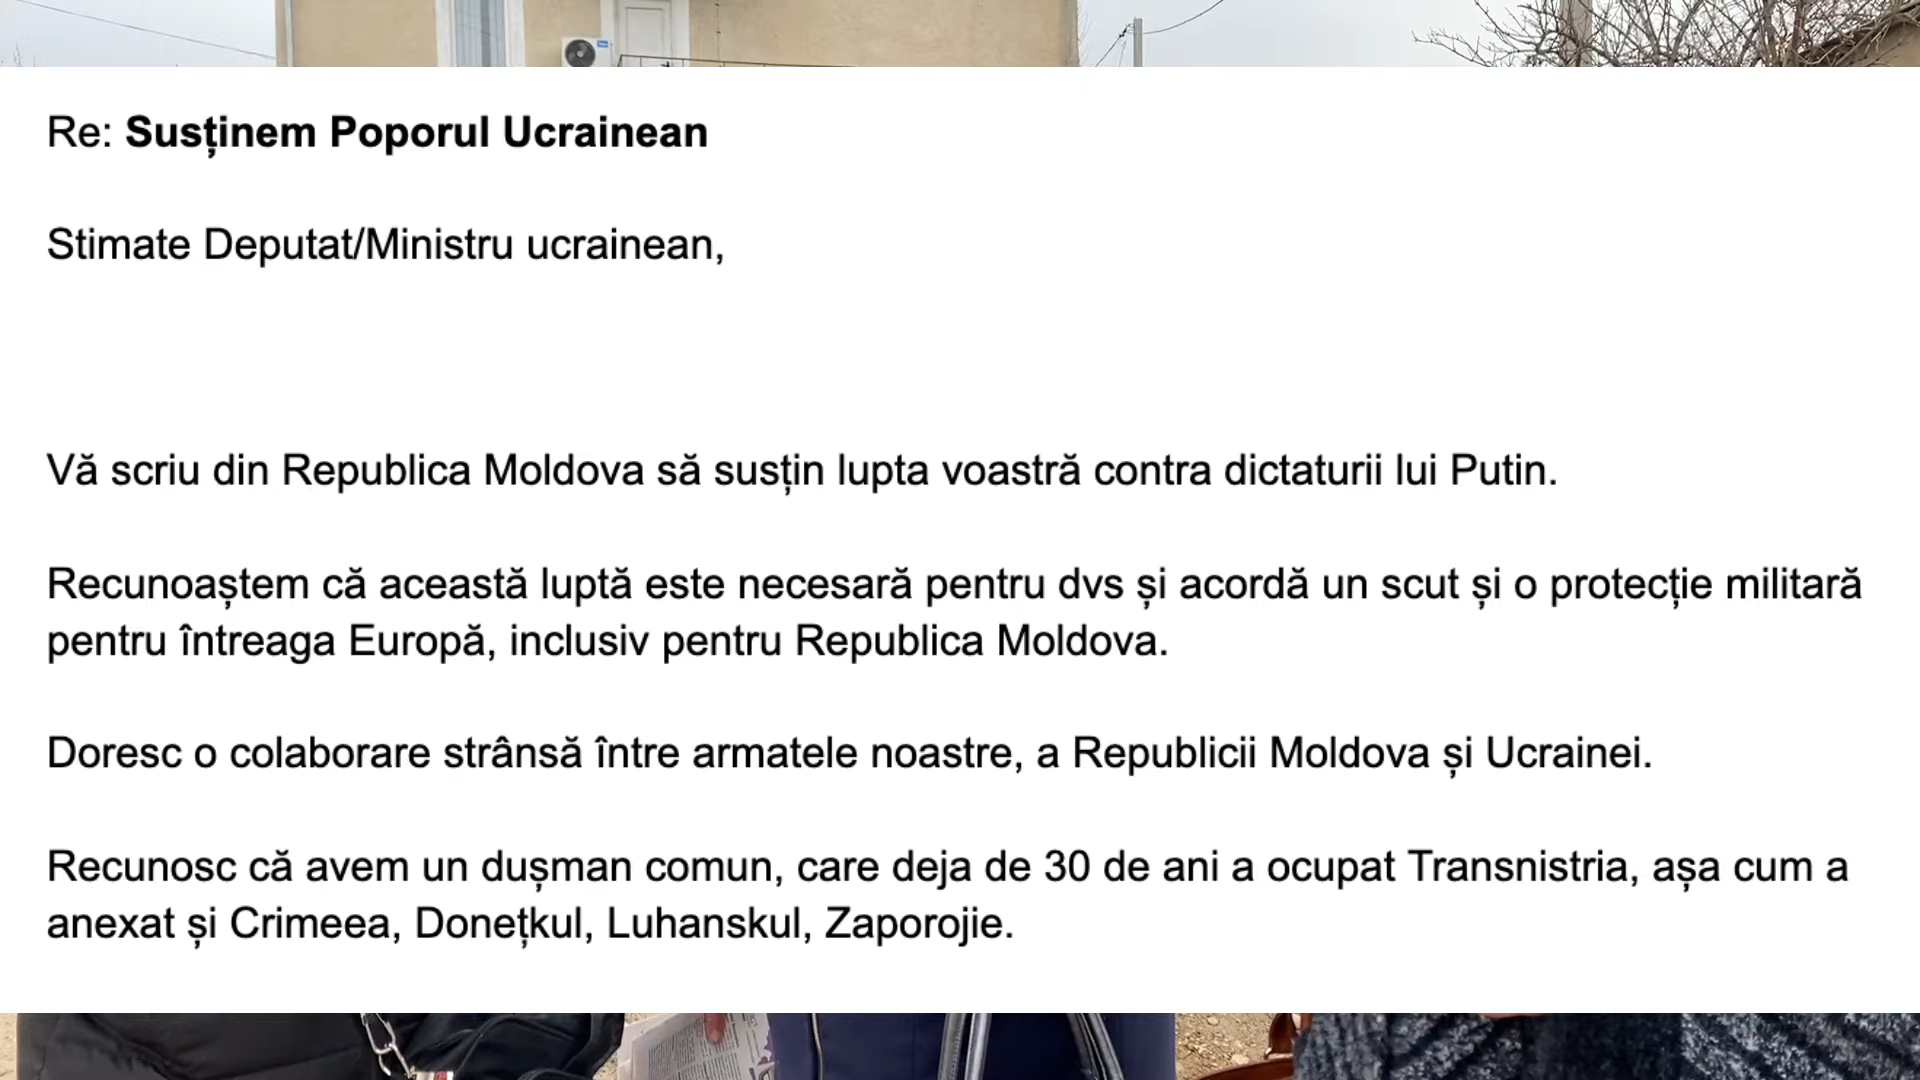 Re: Susținem Poporul Ucrainean
Stimate Deputat/Ministru ucrainean,
Vă scriu din Republica Moldova să susțin lupta voastră contra dictaturii lui Putin.
Recunoaștem că această luptă este necesară pentru dvs și acordă un scut și o protecție militară
pentru întreaga Europă, inclusiv pentru Republica Moldova.
Doresc o colaborare strânsă între armatele noastre, a Republicii Moldova și Ucrainei.
Recunosc că avem un dușman comun, care deja de 30 de ani a ocupat Transnistria, așa cum a
anexat și Crimeea, Donețkul, Luhanskul, Zaporojie.